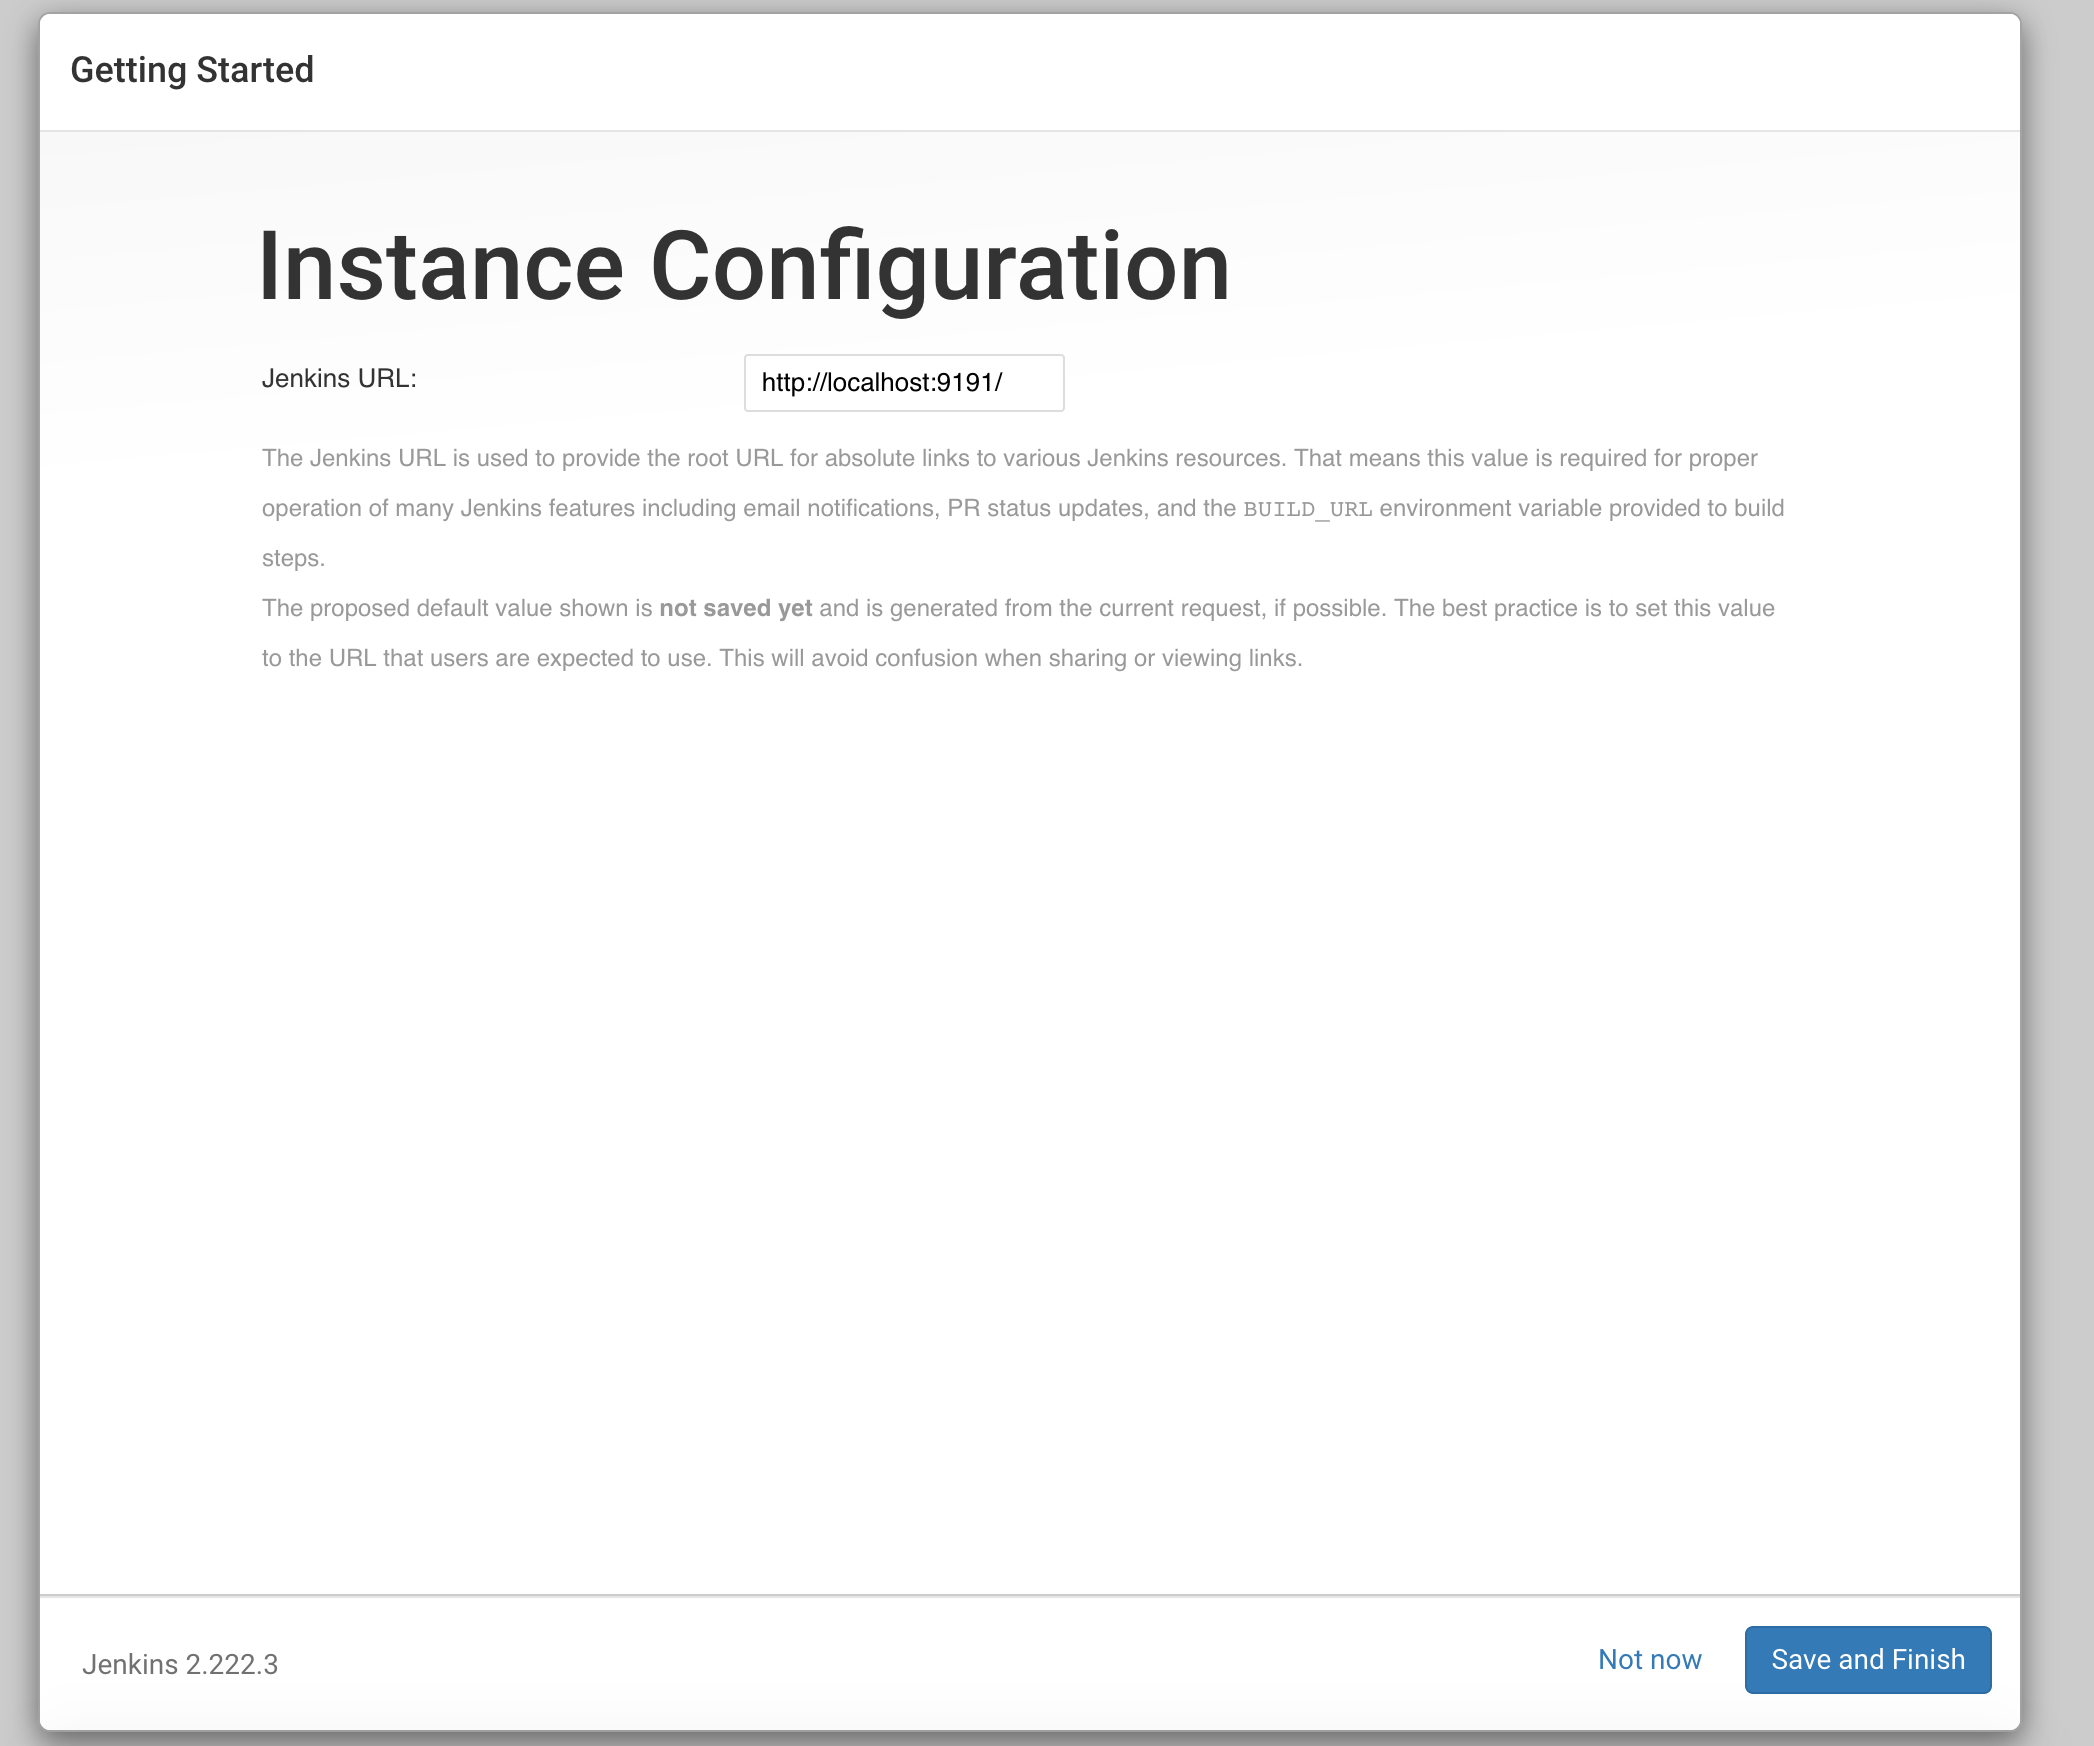 Getting Started
Instance Configuration
Jenkins URL:
http://localhost:9191/
The Jenkins URL is used to provide the root URL for absolute links to various Jenkins resources. That means this value is required for proper
operation of many Jenkins features including email notifications, PR status updates, and the BUILD_URL environment variable provided to build
steps.
The proposed default value shown is not saved yet and is generated from the current request, if possible. The best practice is to set this value
to the URL that users are expected to use. This will avoid confusion when sharing or viewing links.
Jenkins 2.222.3
Not now
Save and Finish